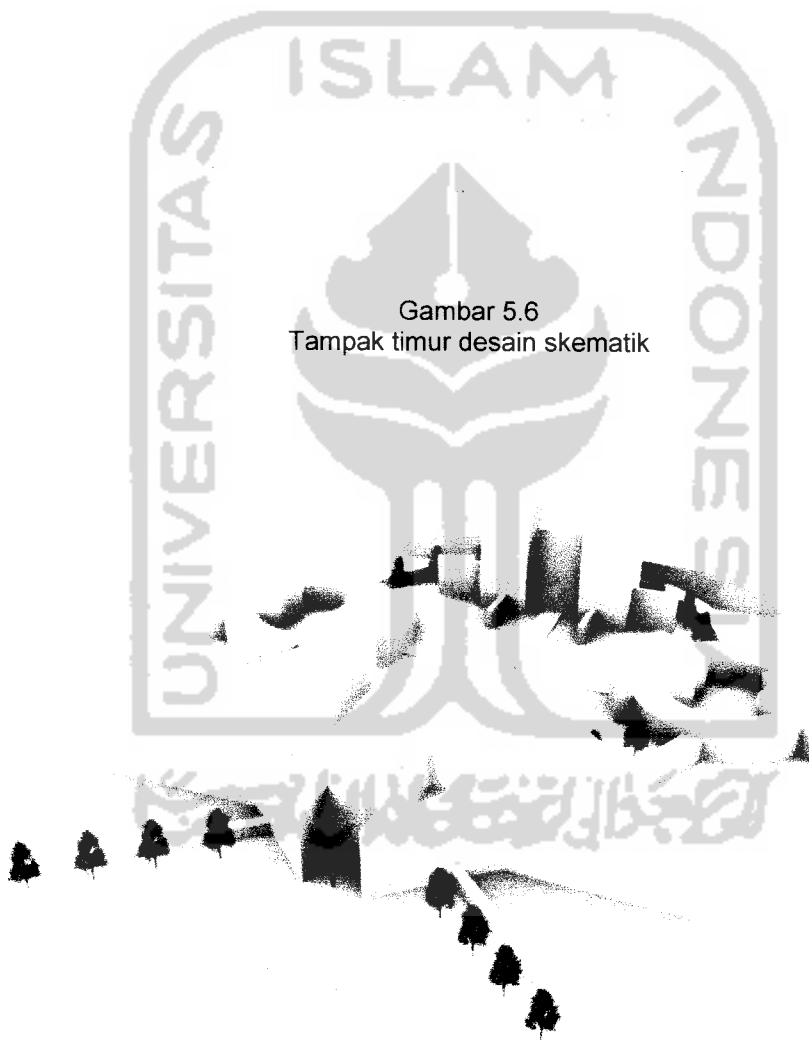 ISLAM
UNIVERSITAS
INDONESIA
Gambar 5.6
Tampak timur desain skematik